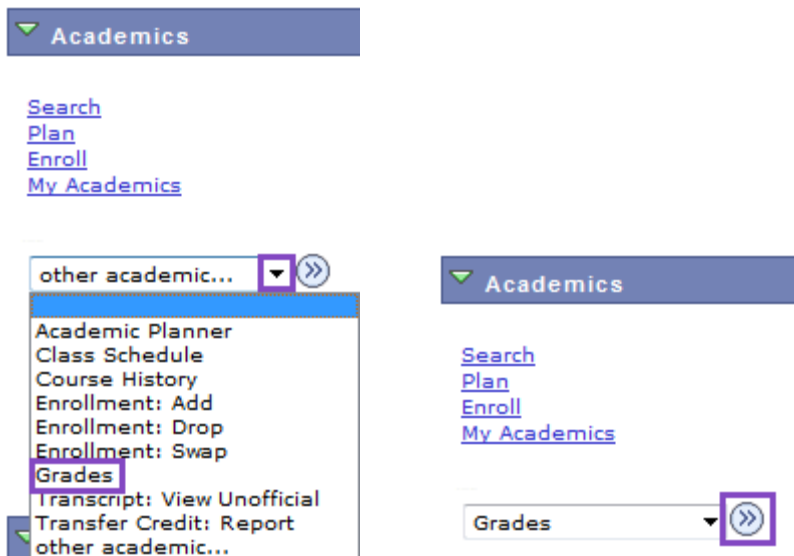 Academics
Search
Plan
Enroll
My Academics
other academic...
Academic Planner
Class Schedule
Course History
Enrollment: Add
Enrollment: Drop
Enrollment: Swap
Grades
Transcript: View Unofficial
Transfer Credit: Report
other academic...
Academics
Search
Plan
Enroll
My Academics
Grades